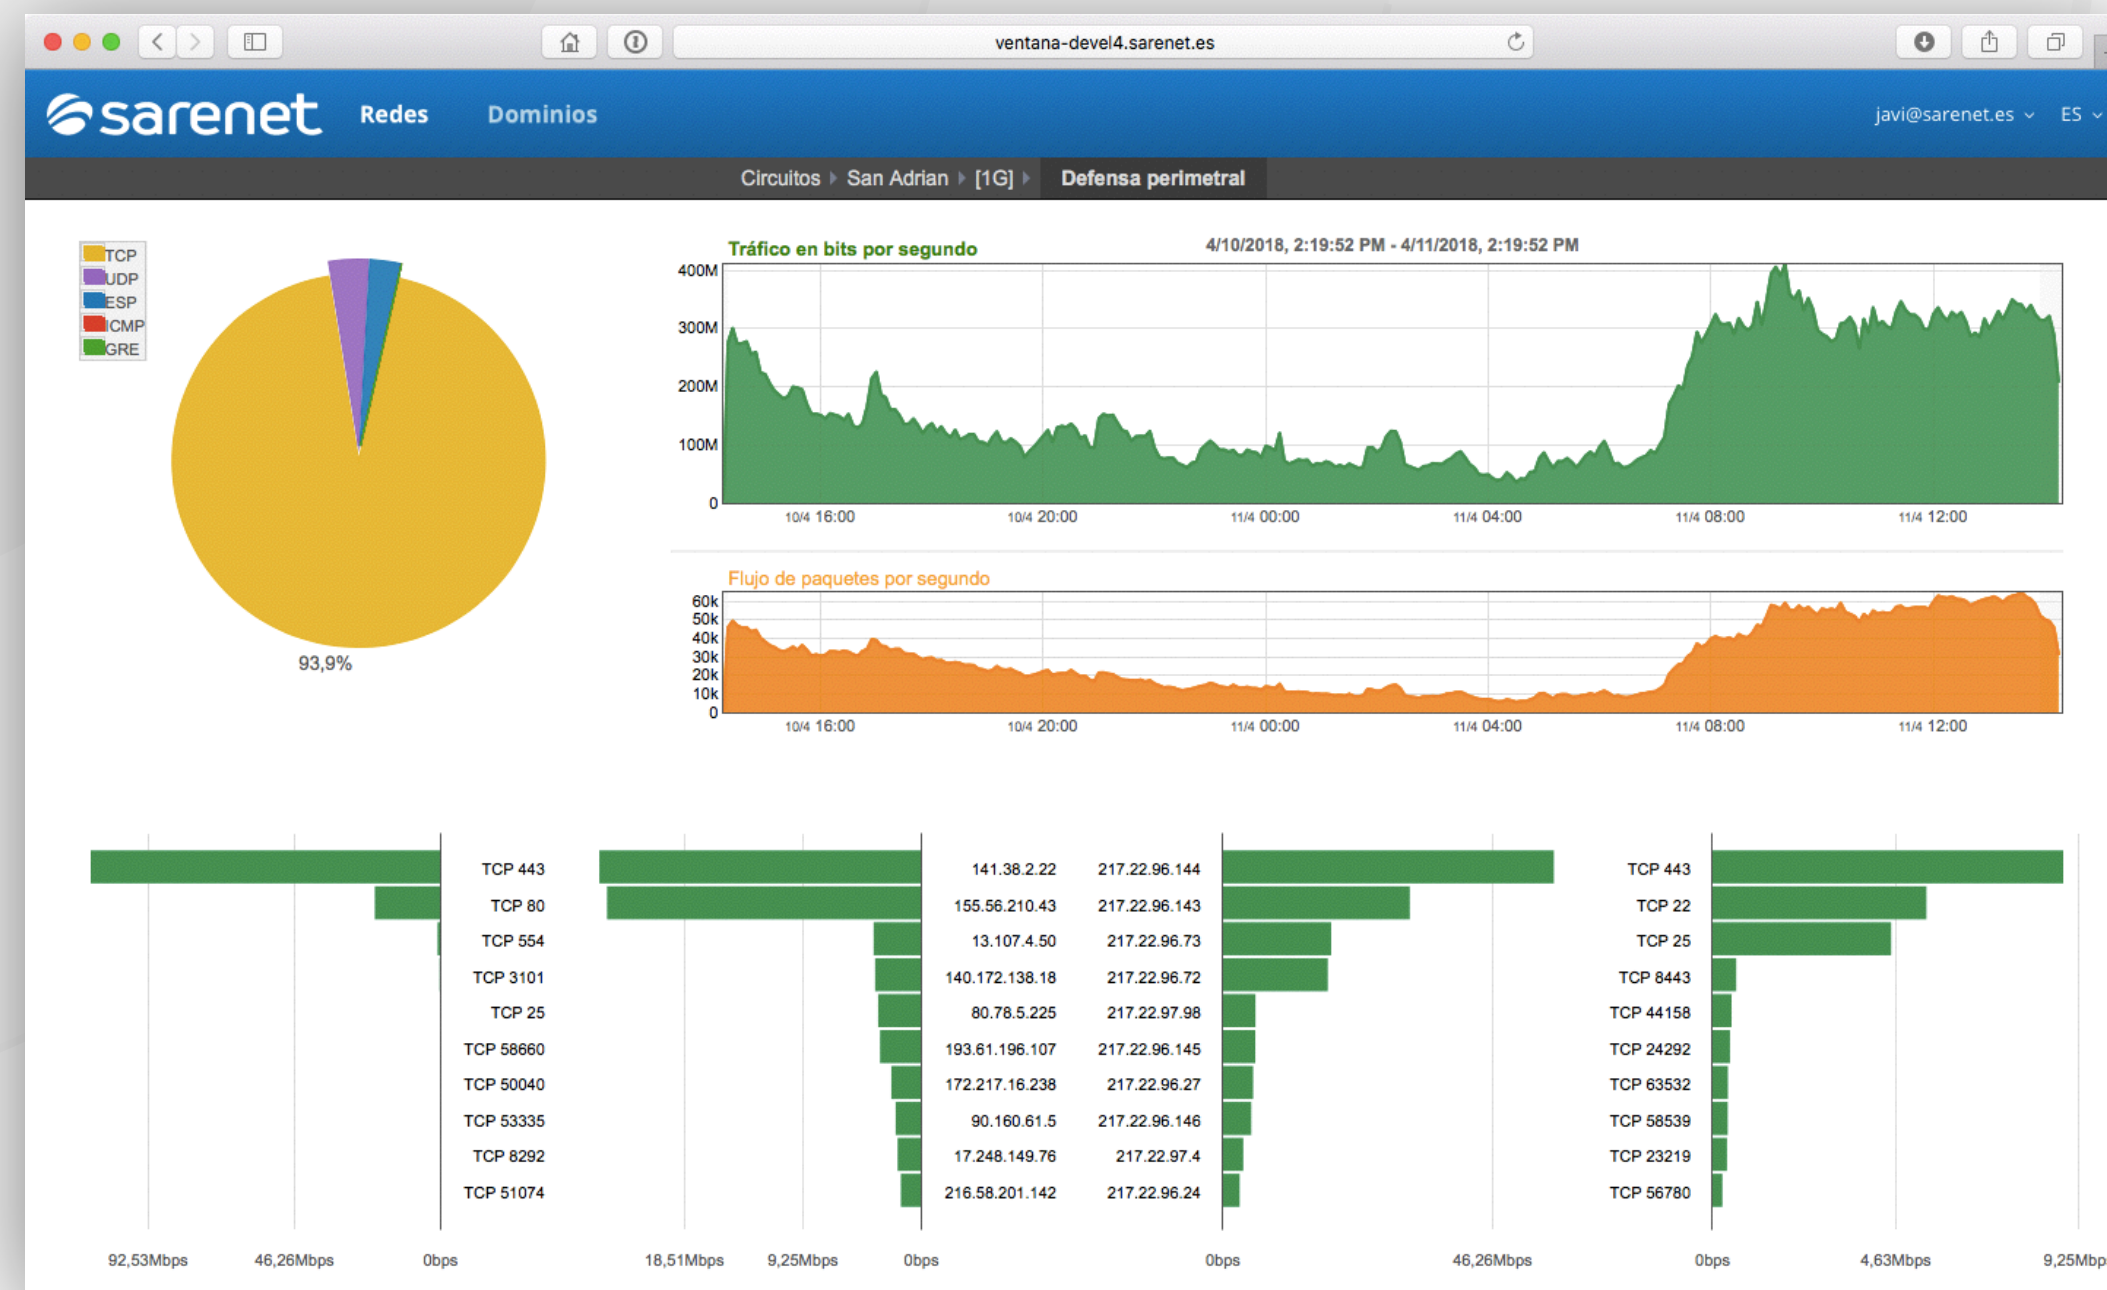 ventana-devel4.sarenet.es
sarenet Redes Dominios javi@sarenet.es ES
Circuitos San Adrian [1G] Defensa perimetral
TCP
UDP
ESP
ICMP
GRE
93,9%
Tráfico en bits por segundo 4/10/2018, 2:19:52 PM - 4/11/2018, 2:19:52 PM
400M
300M
200M
100M
0
10/4 16:00 10/4 20:00 11/4 00:00 11/4 04:00 11/4 08:00 11/4 12:00
Flujo de paquetes por segundo
60k
50k
40k
30k
20k
10k
0
10/4 16:00 10/4 20:00 11/4 00:00 11/4 04:00 11/4 08:00 11/4 12:00
TCP 443 141.38.2.22 217.22.96.144 TCP 443
TCP 80 155.56.210.43 217.22.96.143 TCP 22
TCP 554 13.107.4.50 217.22.96.73 TCP 25
TCP 3101 140.172.138.18 217.22.96.72 TCP 8443
TCP 25 80.78.5.225 217.22.97.98 TCP 44158
TCP 58660 193.61.196.107 217.22.96.145 TCP 24292
TCP 50040 172.217.16.238 217.22.96.27 TCP 63532
TCP 53335 90.160.61.5 217.22.96.146 TCP 58539
TCP 8292 17.248.149.76 217.22.97.4 TCP 23219
TCP 51074 216.58.201.142 217.22.96.24 TCP 56780
92,53Mbps 46,26Mbps 0bps 18,51Mbps 9,25Mbps 0bps 0bps 46,26Mbps 0bps 4,63Mbps 9,25Mbp